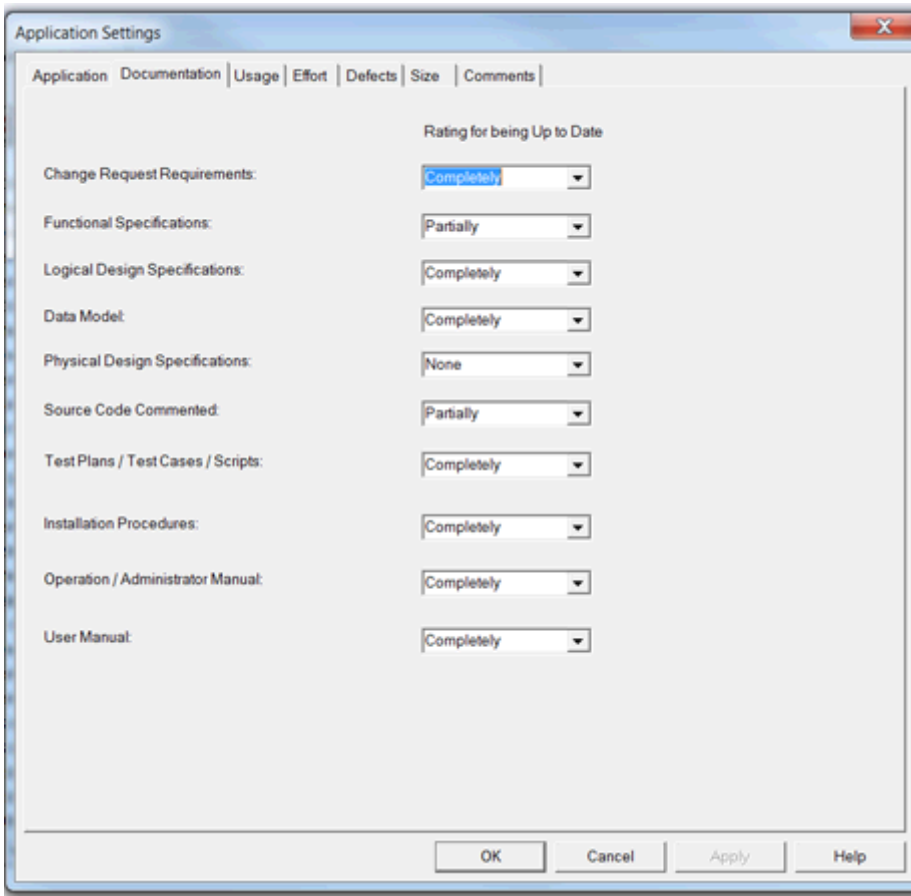 Application Settings
Application Documentation Usage Effort Defects Size Comments
Rating for being Up to Date
Change Request Requirements: Completely
Functional Specifications: Partially
Logical Design Specifications: Completely
Data Model: Completely
Physical Design Specifications: None
Source Code Commented: Partially
Test Plans / Test Cases / Scripts: Completely
Installation Procedures: Completely
Operation / Administrator Manual: Completely
User Manual: Completely
OK Cancel Apply Help